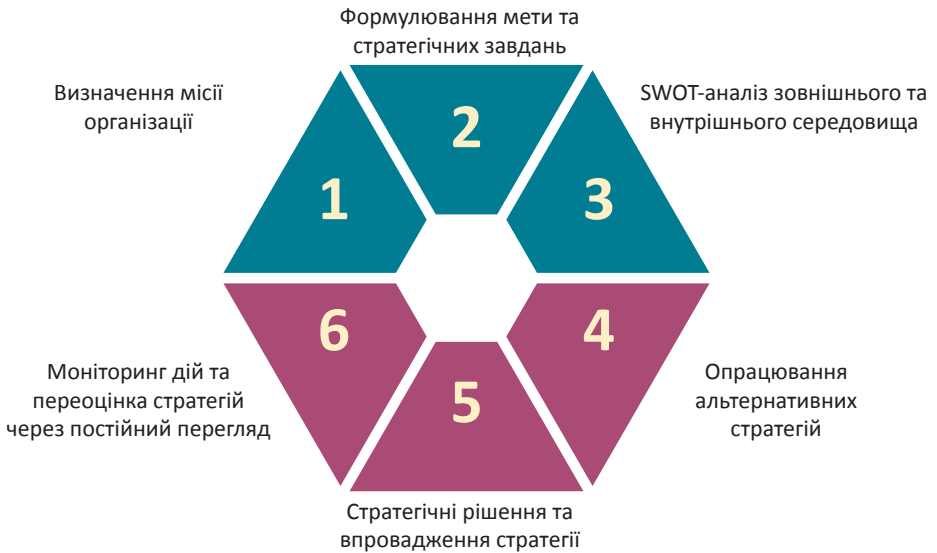 Формулювання мети та
стратегічних завдань
Визначення місії
організації
SWOT-аналіз зовнішнього та
внутрішнього середовища
2
1
3
6
4
5
Моніторинг дій та
переоцінка стратегій
через постійний перегляд
Опрацювання
альтернативних
стратегій
Стратегічні рішення та
впровадження стратегії